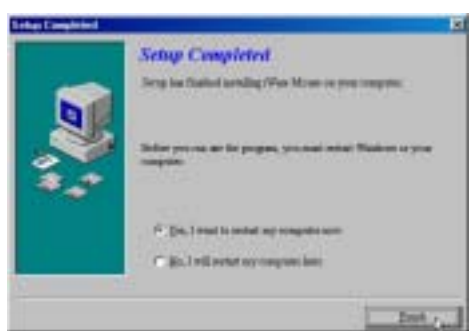 Setup Completed
Setup Completed
Setup has finished installing iWare Mouse on your computer.
Before you can use the program, you must restart Windows or your
computer.
Yes, I want to restart my computer now.
No, I will restart my computer later.
Finish